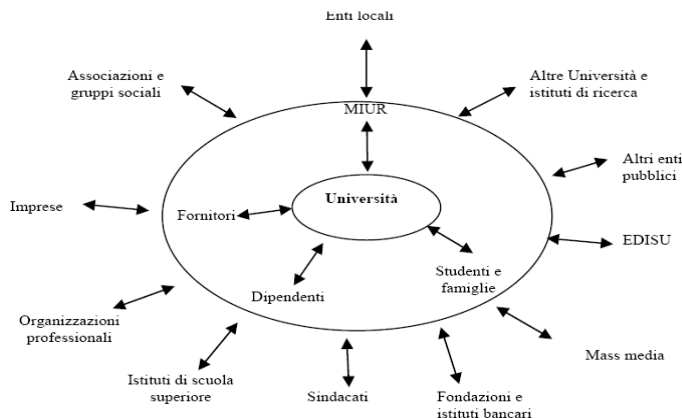 Enti locali
Associazioni e
gruppi sociali
Altre Università e
istituti di ricerca
MIUR
Altri enti
pubblici
Università
Imprese
Fornitori
EDISU
Studenti e
famiglie
Dipendenti
Organizzazioni
professionali
Mass media
Istituti di scuola
superiore
Sindacati
Fondazioni e
istituti bancari